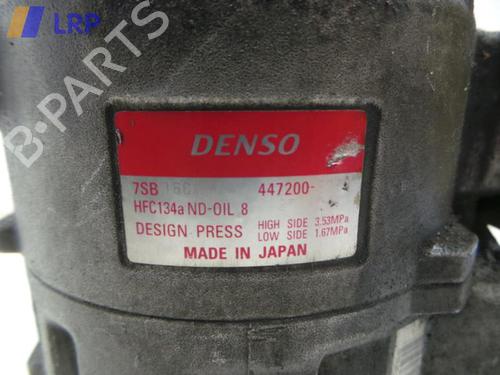 LRP
B-Parts
DENSO
7SB 447200-
HFC134a ND-OIL 8
DESIGN PRESS HIGH SIDE 3.53MPa
LOW SIDE 1.67MPa
MADE IN JAPAN